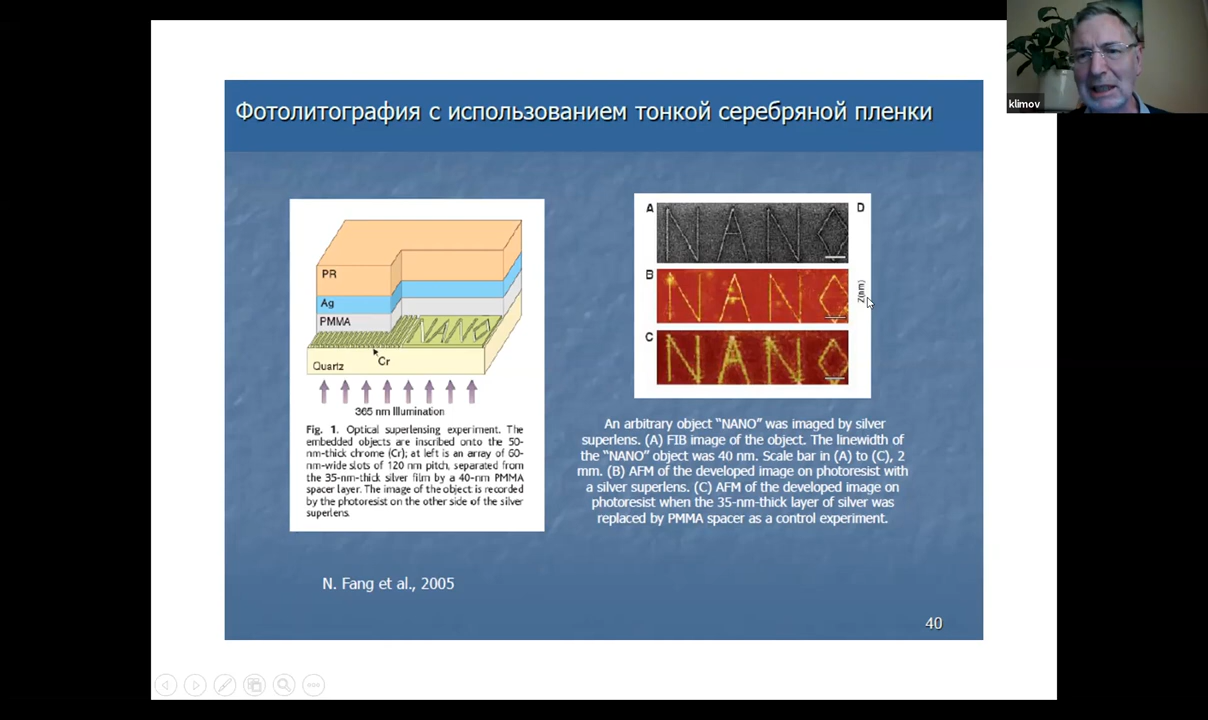 klimov
Фотолитография с использованием тонкой серебряной пленки
PR
Ag
PMMA
Cr
Quartz
365 nm Illumination
Fig. 1. Optical superlensing experiment. The
embedded objects are inscribed onto the 50-
nm-thick chrome (Cr); at left is an array of 60-
nm-wide slots of 120 nm pitch, separated from
the 35-nm-thick silver film by a 40-nm PMMA
spacer layer. The image of the object is recorded
by the photoresist on the other side of the silver
superlens.
A
NANO
D
B
NANO
Z(nm)
C
NANO
An arbitrary object "NANO" was imaged by silver
superlens. (A) FIB image of the object. The linewidth of
the "NANO" object was 40 nm. Scale bar in (A) to (C), 2
mm. (B) AFM of the developed image on photoresist with
a silver superlens. (C) AFM of the developed image on
photoresist when the 35-nm-thick layer of silver was
replaced by PMMA spacer as a control experiment.
NANO
N. Fang et al., 2005
40